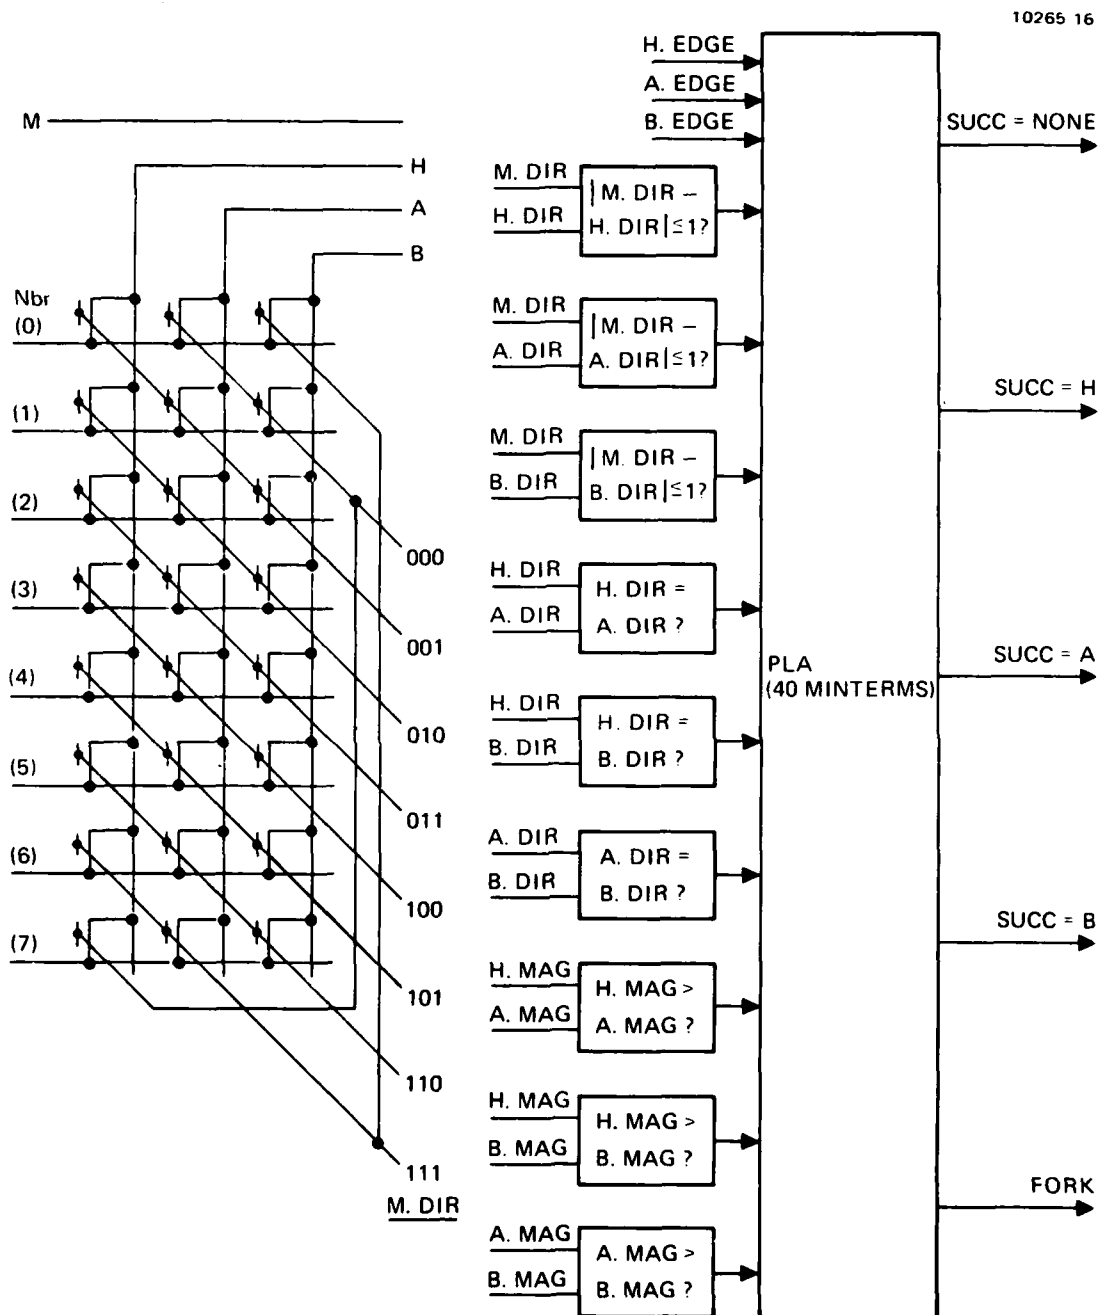 10265 16
M
H
A
B
Nbr
(0)
(1)
(2)
(3)
(4)
(5)
(6)
(7)
000
001
010
011
100
101
110
111
M. DIR
H. EDGE
A. EDGE
B. EDGE
M. DIR
H. DIR
|M. DIR –
H. DIR|≤1?
M. DIR
A. DIR
|M. DIR –
A. DIR|≤1?
M. DIR
B. DIR
|M. DIR –
B. DIR|≤1?
H. DIR
A. DIR
H. DIR =
A. DIR ?
H. DIR
B. DIR
H. DIR =
B. DIR ?
A. DIR
B. DIR
A. DIR =
B. DIR ?
H. MAG
A. MAG
H. MAG >
A. MAG ?
H. MAG
B. MAG
H. MAG >
B. MAG ?
A. MAG
B. MAG
A. MAG >
B. MAG ?
PLA
(40 MINTERMS)
SUCC = NONE
SUCC = H
SUCC = A
SUCC = B
FORK